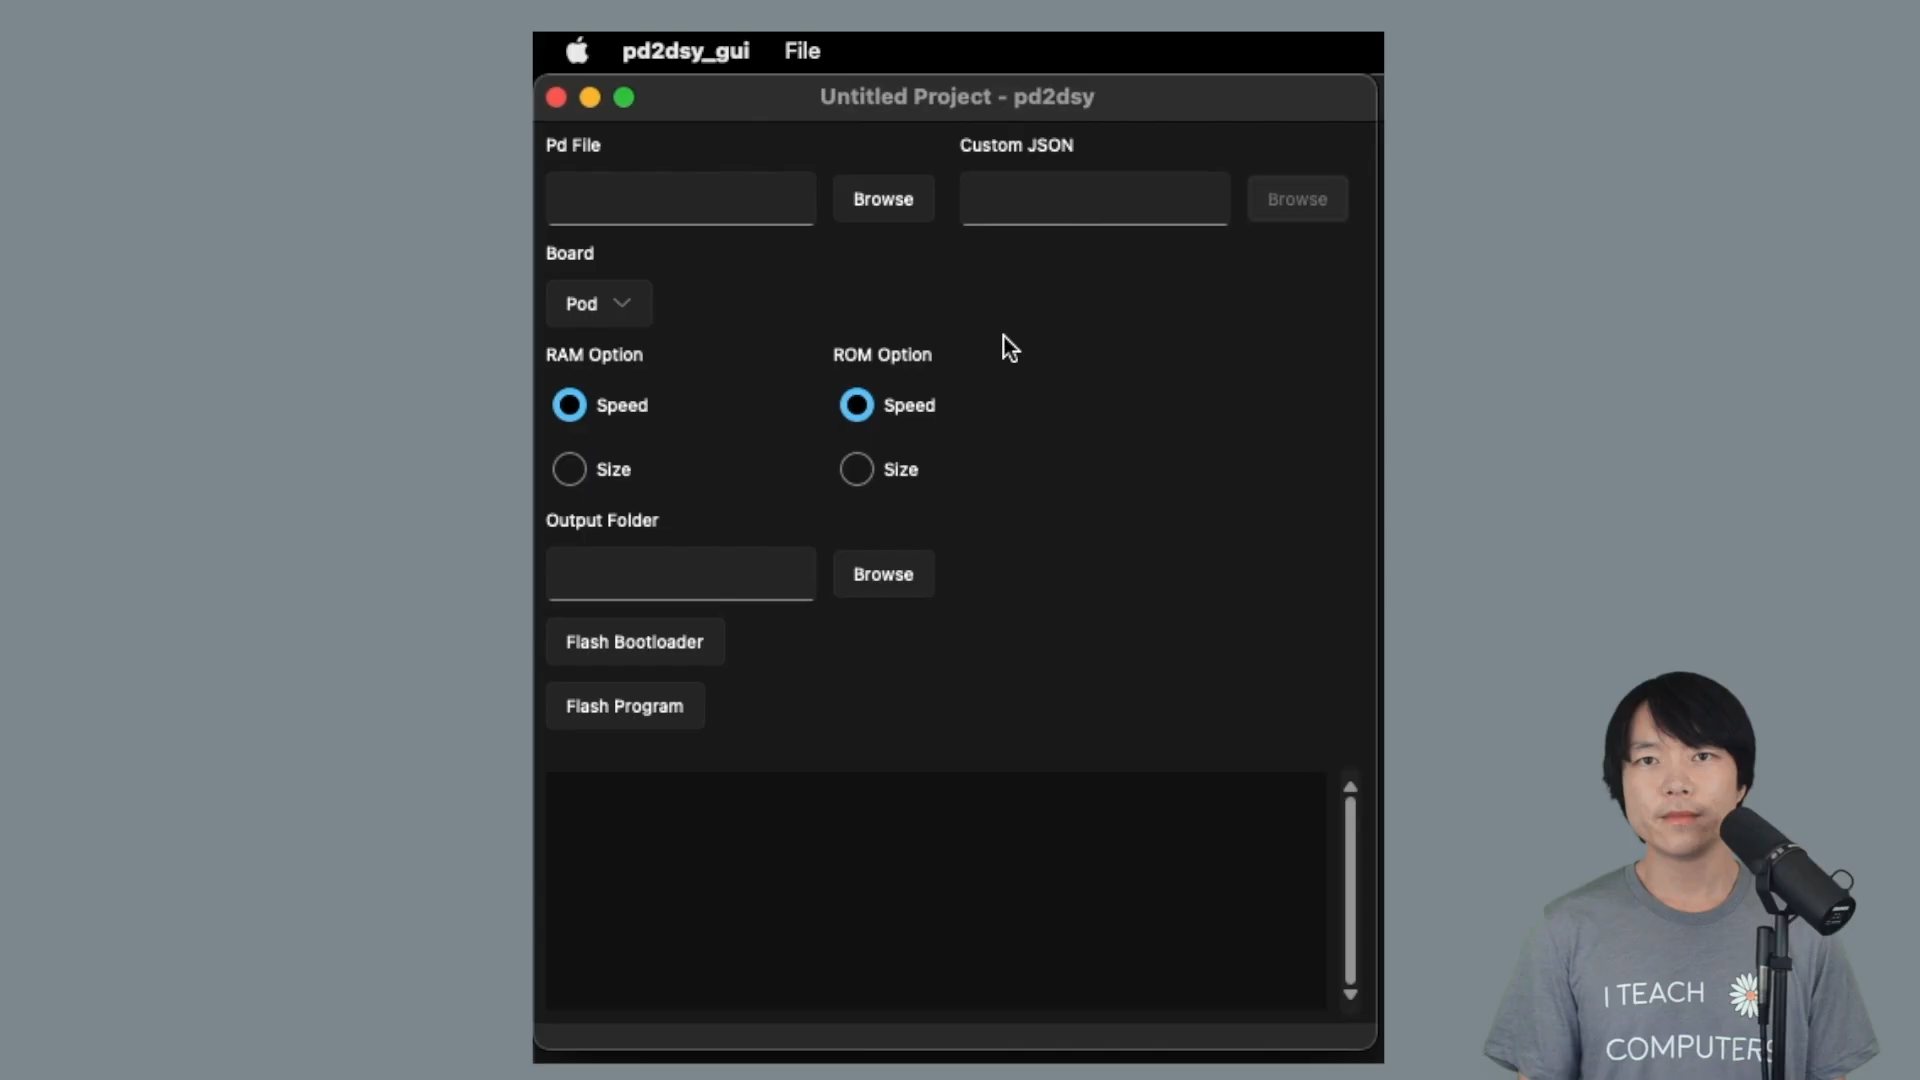 pd2dsy_gui File
Untitled Project - pd2dsy
Pd File Custom JSON
Browse Browse
Board
Pod
RAM Option ROM Option
Speed Speed
Size Size
Output Folder
Browse
Flash Bootloader
Flash Program
I TEACH
COMPUTERS